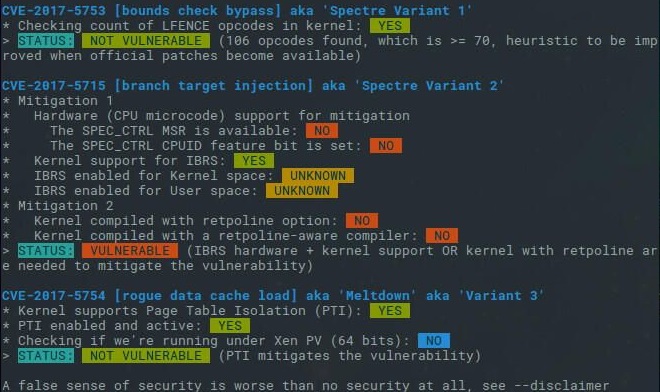 CVE-2017-5753 [bounds check bypass] aka 'Spectre Variant 1'
* Checking count of LFENCE opcodes in kernel: YES
> STATUS: NOT VULNERABLE (106 opcodes found, which is >= 70, heuristic to be imp
roved when official patches become available)
CVE-2017-5715 [branch target injection] aka 'Spectre Variant 2'
* Mitigation 1
* Hardware (CPU microcode) support for mitigation
* The SPEC_CTRL MSR is available: NO
* The SPEC_CTRL CPUID feature bit is set: NO
* Kernel support for IBRS: YES
* IBRS enabled for Kernel space: UNKNOWN
* IBRS enabled for User space: UNKNOWN
* Mitigation 2
* Kernel compiled with retpoline option: NO
* Kernel compiled with a retpoline-aware compiler: NO
> STATUS: VULNERABLE (IBRS hardware + kernel support OR kernel with retpoline ar
e needed to mitigate the vulnerability)
CVE-2017-5754 [rogue data cache load] aka 'Meltdown' aka 'Variant 3'
* Kernel supports Page Table Isolation (PTI): YES
* PTI enabled and active: YES
* Checking if we're running under Xen PV (64 bits): NO
> STATUS: NOT VULNERABLE (PTI mitigates the vulnerability)
A false sense of security is worse than no security at all, see --disclaimer